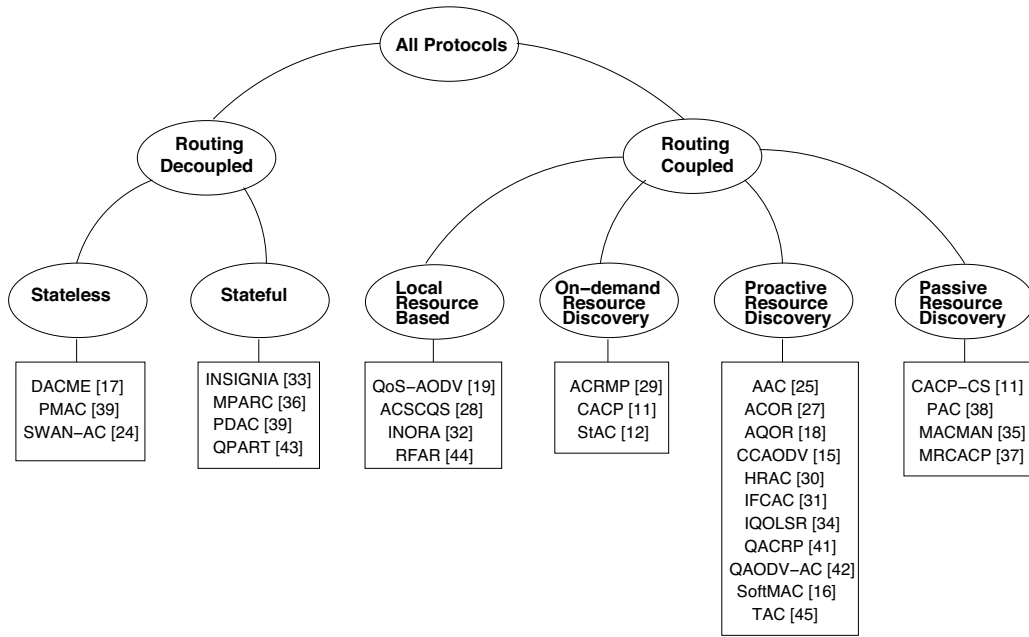 All Protocols
Routing
Decoupled
Routing
Coupled
Stateless
Stateful
Local
Resource
Based
On−demand
Resource
Discovery
Proactive
Resource
Discovery
Passive
Resource
Discovery
DACME [17]
PMAC [39]
SWAN−AC [24]
INSIGNIA [33]
MPARC [36]
PDAC [39]
QPART [43]
QoS−AODV [19]
ACSCQS [28]
INORA [32]
RFAR [44]
ACRMP [29]
CACP [11]
StAC [12]
AAC [25]
ACOR [27]
AQOR [18]
CCAODV [15]
HRAC [30]
IFCAC [31]
IQOLSR [34]
QACRP [41]
QAODV−AC [42]
SoftMAC [16]
TAC [45]
CACP−CS [11]
PAC [38]
MACMAN [35]
MRCACP [37]